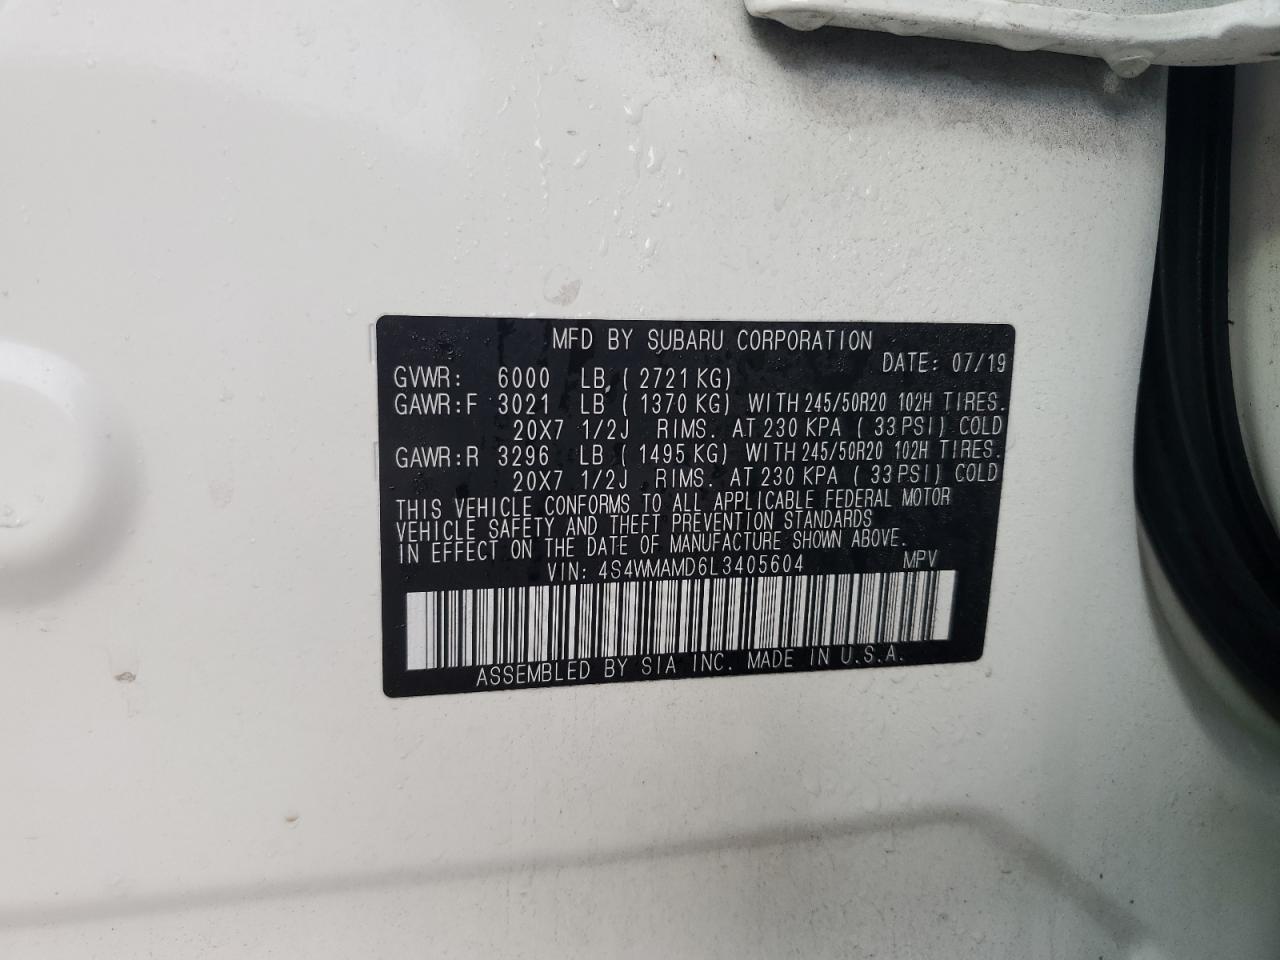 MFD BY SUBARU CORPORATION
DATE: 07/19
GVWR: 6000 LB. ( 2721 KG)
GAWR:F 3021 LB ( 1370 KG) WITH 245/50R20 102H TIRES.
20X7 1/2J RIMS. AT 230 KPA ( 33 PSI) COLD
GAWR:R 3296 LB ( 1495 KG) WITH 245/50R20 102H TIRES.
20X7 1/2J RIMS. AT 230 KPA ( 33 PSI) COLD
THIS VEHICLE CONFORMS TO ALL APPLICABLE FEDERAL MOTOR
VEHICLE SAFETY AND THEFT PREVENTION STANDARDS
IN EFFECT ON THE DATE OF MANUFACTURE SHOWN ABOVE.
VIN: 4S4WMAMD6L3405604 MPV
ASSEMBLED BY SIA INC. MADE IN U.S.A.